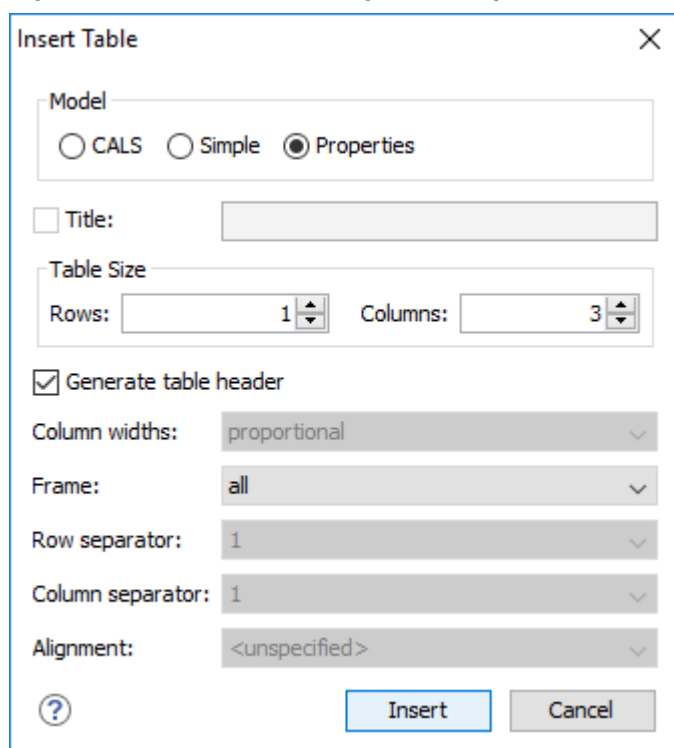 Insert Table
Model
CALS Simple Properties
Title:
Table Size
Rows: 1 Columns: 3
Generate table header
Column widths: proportional
Frame: all
Row separator: 1
Column separator: 1
Alignment: <unspecified>
? Insert Cancel